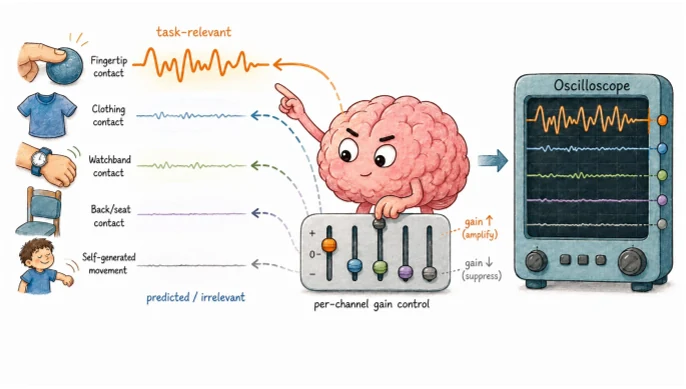 task-relevant
Fingertip
contact
Clothing
contact
Watchband
contact
Back/seat
contact
Self-generated
movement
predicted / irrelevant
+
0
−
gain ↑
(amplify)
gain ↓
(suppress)
per-channel gain control
Oscilloscope